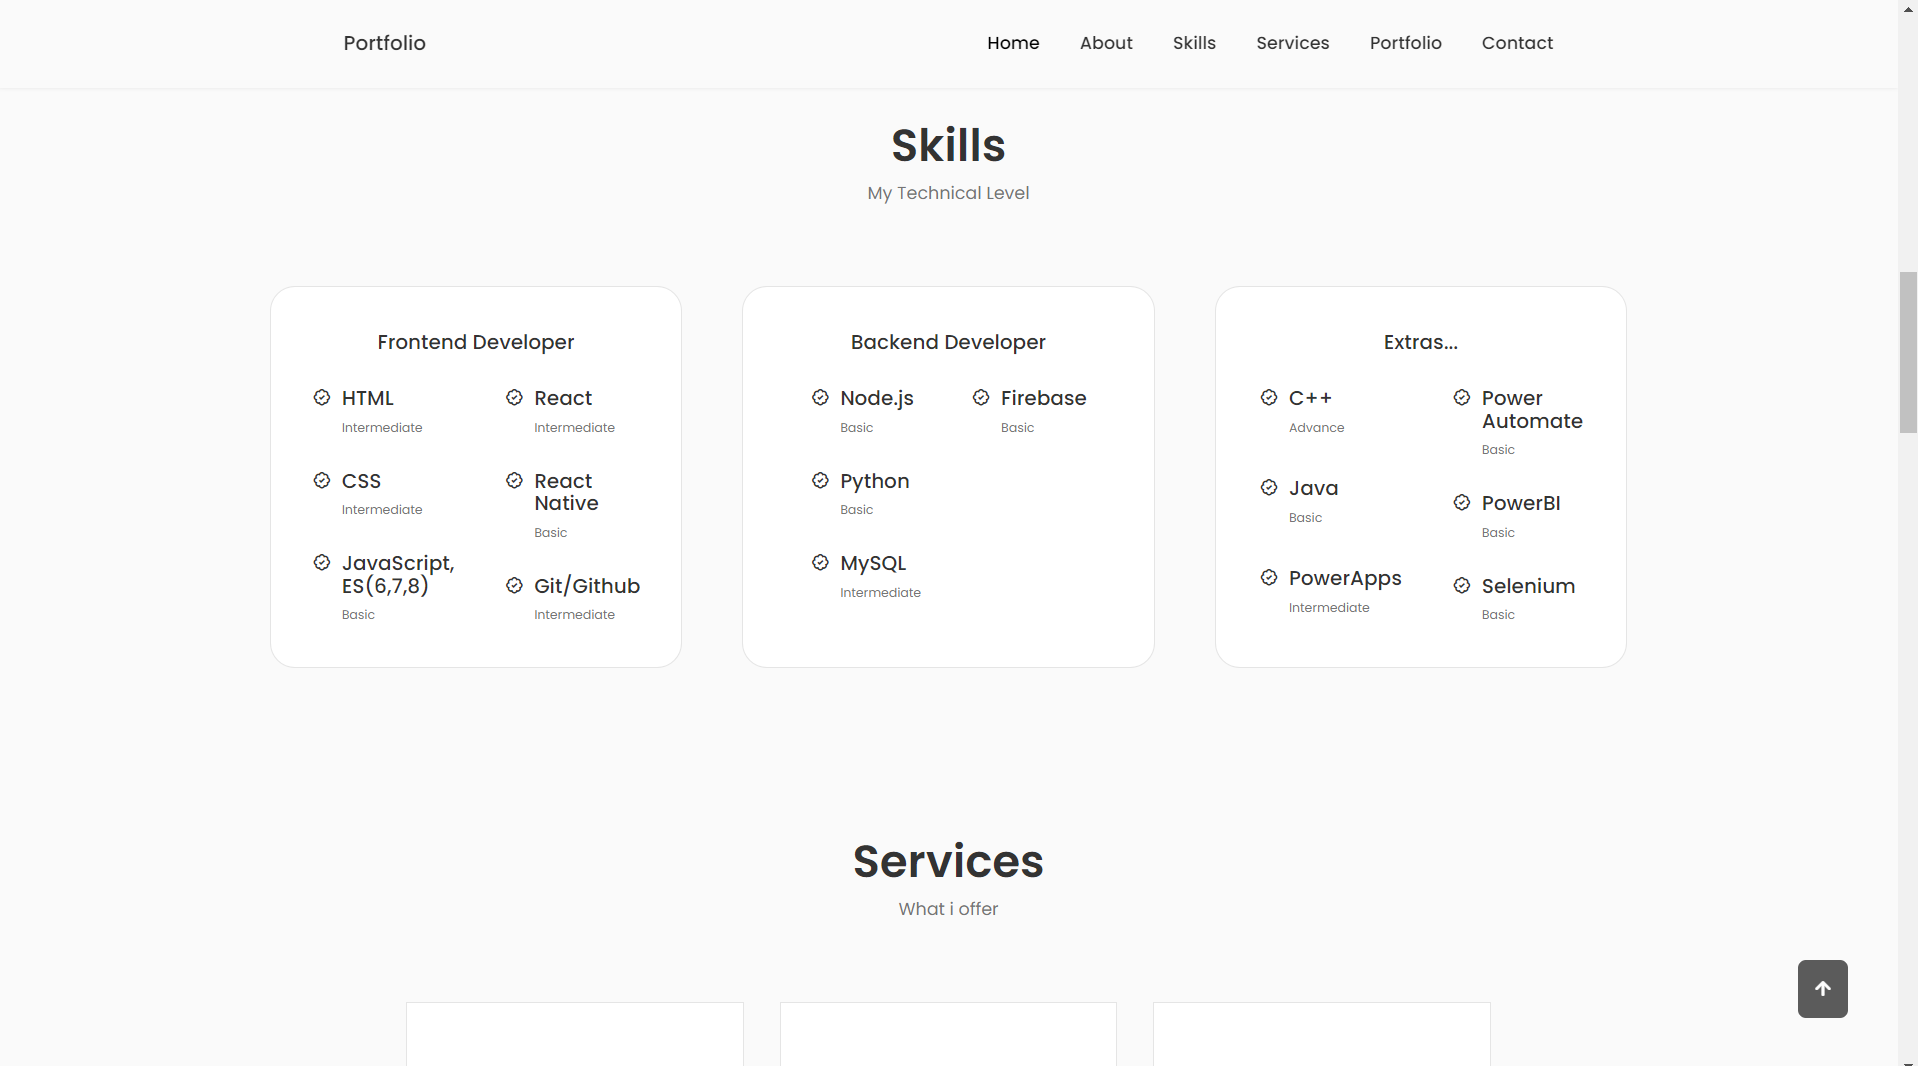 Portfolio
Home About Skills Services Portfolio Contact
Skills
My Technical Level
Frontend Developer
HTML
Intermediate
CSS
Intermediate
JavaScript,
ES(6,7,8)
Basic
React
Intermediate
React
Native
Basic
Git/Github
Intermediate
Backend Developer
Node.js
Basic
Python
Basic
MySQL
Intermediate
Firebase
Basic
Extras...
C++
Advance
Java
Basic
PowerApps
Intermediate
Power
Automate
Basic
PowerBI
Basic
Selenium
Basic
Services
What i offer